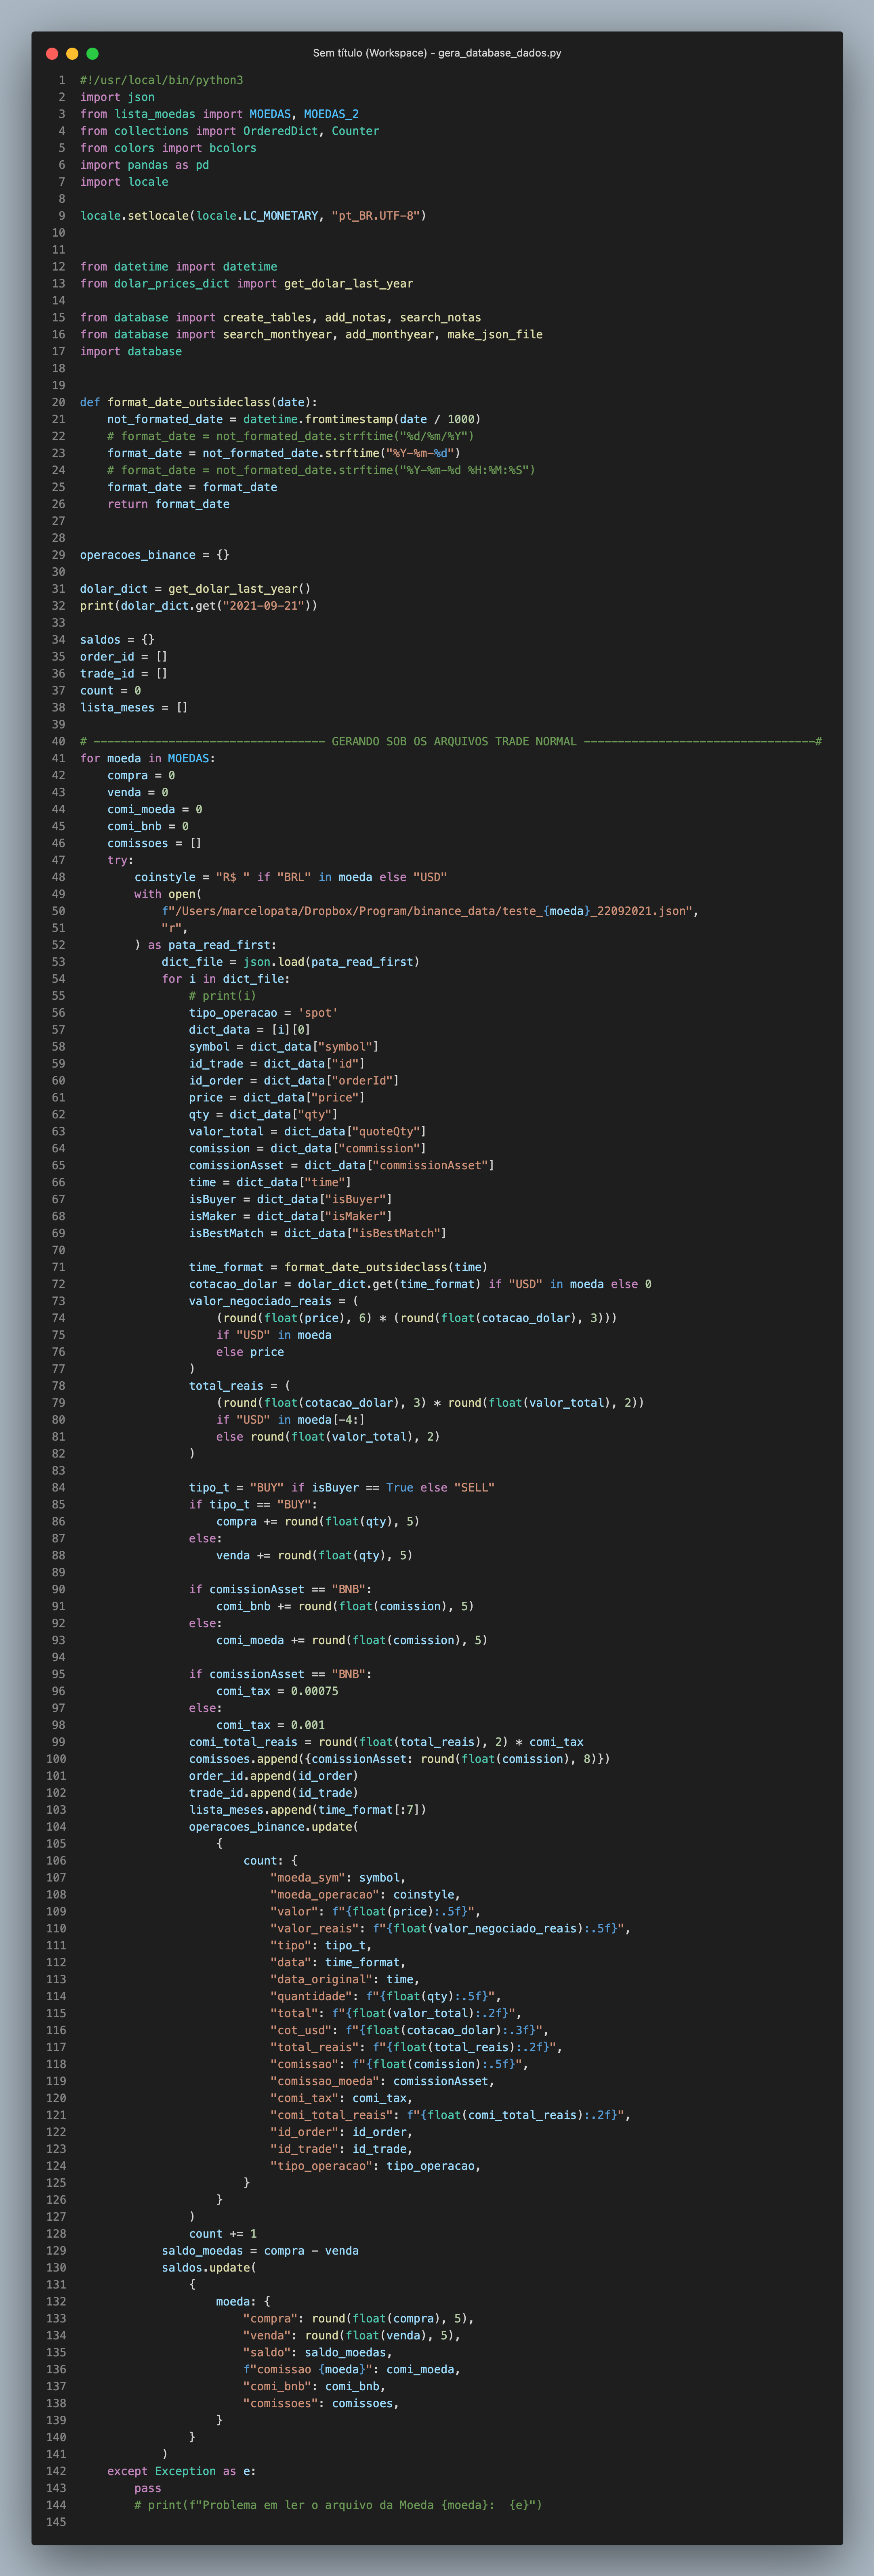 Sem título (Workspace) - gera_database_dados.py
1 #!/usr/local/bin/python3
2 import json
3 from lista_moedas import MOEDAS, MOEDAS_2
4 from collections import OrderedDict, Counter
5 from colors import bcolors
6 import pandas as pd
7 import locale
8
9 locale.setlocale(locale.LC_MONETARY, "pt_BR.UTF-8")
10
11
12 from datetime import datetime
13 from dolar_prices_dict import get_dolar_last_year
14
15 from database import create_tables, add_notas, search_notas
16 from database import search_monthyear, add_monthyear, make_json_file
17 import database
18
19
20 def format_date_outsideclass(date):
21     not_formated_date = datetime.fromtimestamp(date / 1000)
22     # format_date = not_formated_date.strftime("%d/%m/%Y")
23     format_date = not_formated_date.strftime("%Y-%m-%d")
24     # format_date = not_formated_date.strftime("%Y-%m-%d %H:%M:%S")
25     format_date = format_date
26     return format_date
27
28
29 operacoes_binance = {}
30
31 dolar_dict = get_dolar_last_year()
32 print(dolar_dict.get("2021-09-21"))
33
34 saldos = {}
35 order_id = []
36 trade_id = []
37 count = 0
38 lista_meses = []
39
40 # ---------------------------------- GERANDO SOB OS ARQUIVOS TRADE NORMAL ----------------------------------#
41 for moeda in MOEDAS:
42     compra = 0
43     venda = 0
44     comi_moeda = 0
45     comi_bnb = 0
46     comissoes = []
47     try:
48         coinstyle = "R$ " if "BRL" in moeda else "USD"
49         with open(
50             f"/Users/marcelopata/Dropbox/Program/binance_data/teste_{moeda}_22092021.json",
51             "r",
52         ) as pata_read_first:
53             dict_file = json.load(pata_read_first)
54             for i in dict_file:
55                 # print(i)
56                 tipo_operacao = 'spot'
57                 dict_data = [i][0]
58                 symbol = dict_data["symbol"]
59                 id_trade = dict_data["id"]
60                 id_order = dict_data["orderId"]
61                 price = dict_data["price"]
62                 qty = dict_data["qty"]
63                 valor_total = dict_data["quoteQty"]
64                 comission = dict_data["commission"]
65                 comissionAsset = dict_data["commissionAsset"]
66                 time = dict_data["time"]
67                 isBuyer = dict_data["isBuyer"]
68                 isMaker = dict_data["isMaker"]
69                 isBestMatch = dict_data["isBestMatch"]
70
71                 time_format = format_date_outsideclass(time)
72                 cotacao_dolar = dolar_dict.get(time_format) if "USD" in moeda else 0
73                 valor_negociado_reais = (
74                     (round(float(price), 6) * (round(float(cotacao_dolar), 3)))
75                     if "USD" in moeda
76                     else price
77                 )
78                 total_reais = (
79                     (round(float(cotacao_dolar), 3) * round(float(valor_total), 2))
80                     if "USD" in moeda[-4:]
81                     else round(float(valor_total), 2)
82                 )
83
84                 tipo_t = "BUY" if isBuyer == True else "SELL"
85                 if tipo_t == "BUY":
86                     compra += round(float(qty), 5)
87                 else:
88                     venda += round(float(qty), 5)
89
90                 if comissionAsset == "BNB":
91                     comi_bnb += round(float(comission), 5)
92                 else:
93                     comi_moeda += round(float(comission), 5)
94
95                 if comissionAsset == "BNB":
96                     comi_tax = 0.00075
97                 else:
98                     comi_tax = 0.001
99                 comi_total_reais = round(float(total_reais), 2) * comi_tax
100                 comissoes.append({comissionAsset: round(float(comission), 8)})
101                 order_id.append(id_order)
102                 trade_id.append(id_trade)
103                 lista_meses.append(time_format[:7])
104                 operacoes_binance.update(
105                     {
106                         count: {
107                             "moeda_sym": symbol,
108                             "moeda_operacao": coinstyle,
109                             "valor": f"{float(price):.5f}",
110                             "valor_reais": f"{float(valor_negociado_reais):.5f}",
111                             "tipo": tipo_t,
112                             "data": time_format,
113                             "data_original": time,
114                             "quantidade": f"{float(qty):.5f}",
115                             "total": f"{float(valor_total):.2f}",
116                             "cot_usd": f"{float(cotacao_dolar):.3f}",
117                             "total_reais": f"{float(total_reais):.2f}",
118                             "comissao": f"{float(comission):.5f}",
119                             "comissao_moeda": comissionAsset,
120                             "comi_tax": comi_tax,
121                             "comi_total_reais": f"{float(comi_total_reais):.2f}",
122                             "id_order": id_order,
123                             "id_trade": id_trade,
124                             "tipo_operacao": tipo_operacao,
125                         }
126                     }
127                 )
128                 count += 1
129             saldo_moedas = compra - venda
130             saldos.update(
131                 {
132                     moeda: {
133                         "compra": round(float(compra), 5),
134                         "venda": round(float(venda), 5),
135                         "saldo": saldo_moedas,
136                         f"comissao {moeda}": comi_moeda,
137                         "comi_bnb": comi_bnb,
138                         "comissoes": comissoes,
139                     }
140                 }
141             )
142     except Exception as e:
143         pass
144         # print(f"Problema em ler o arquivo da Moeda {moeda}:  {e}")
145